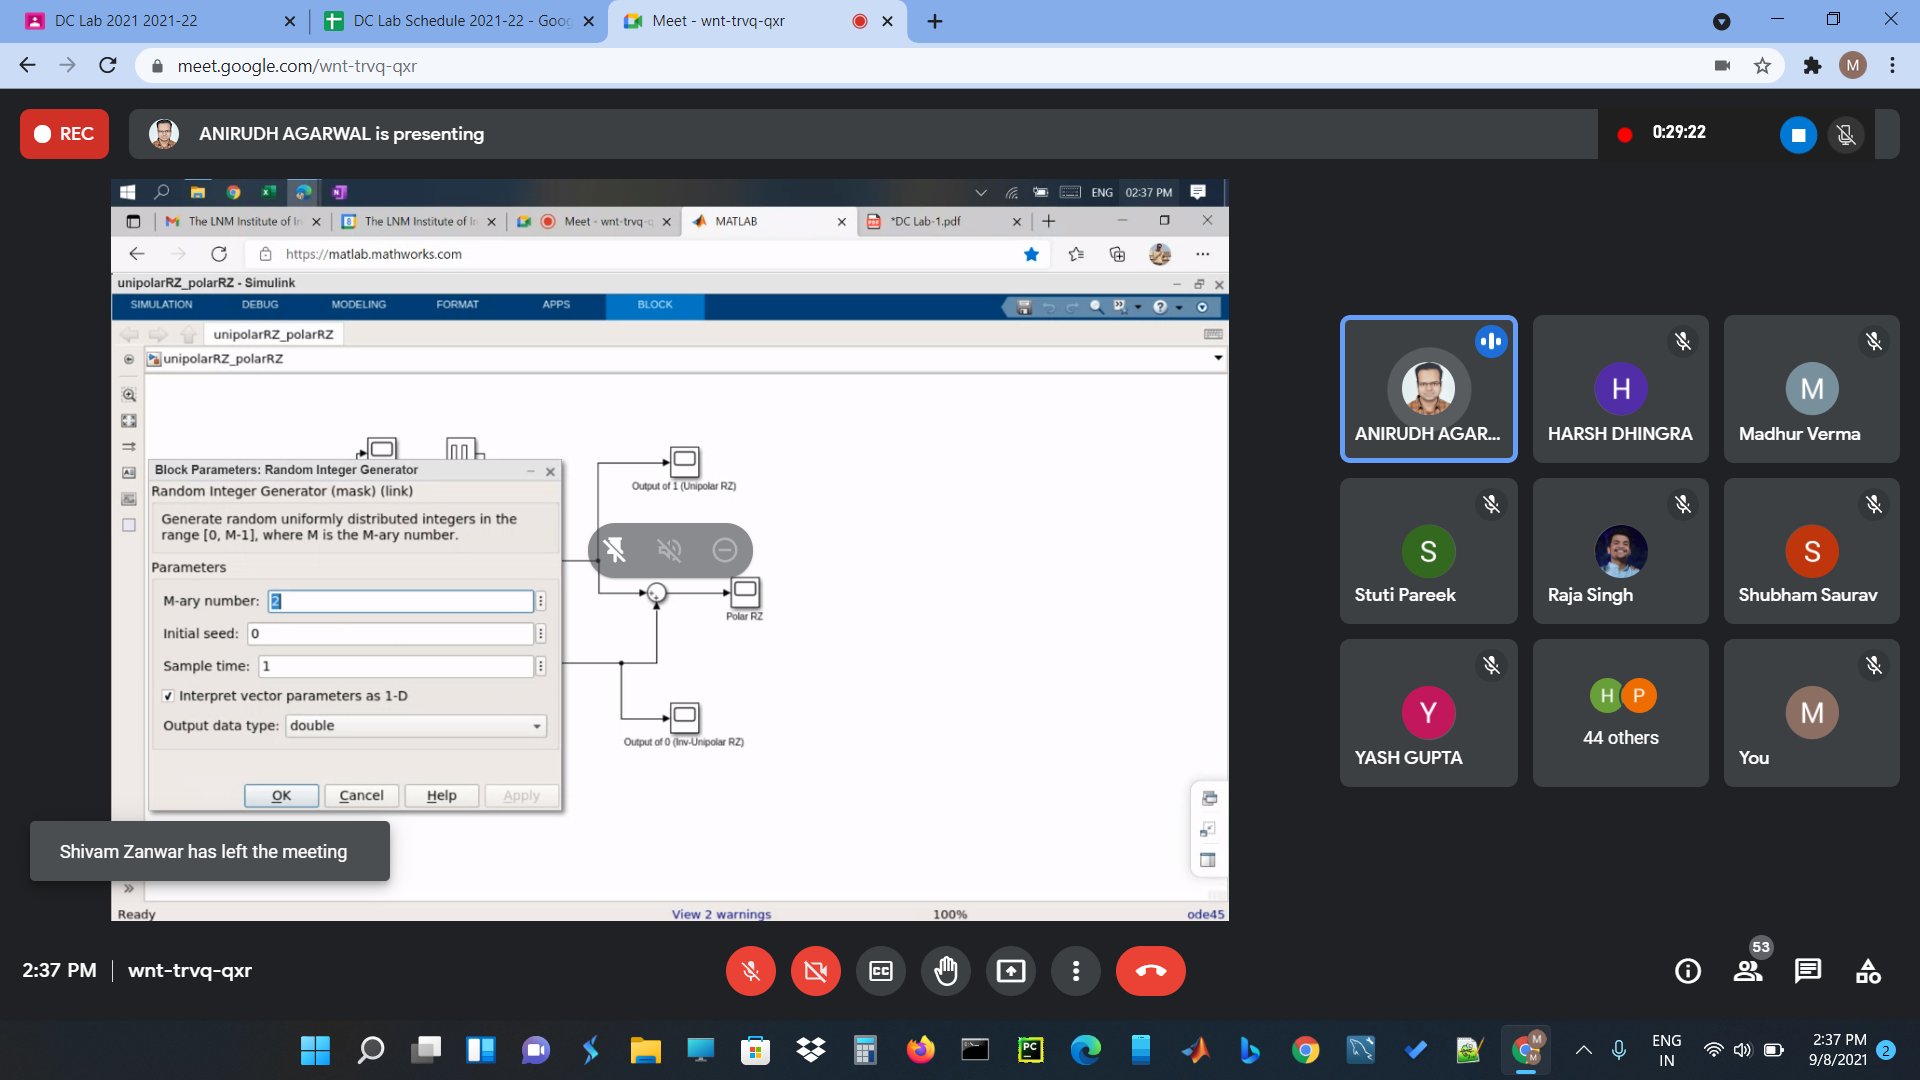 DC Lab 2021 2021-22
DC Lab Schedule 2021-22 - Goog
Meet - wnt-trvq-qxr
meet.google.com/wnt-trvq-qxr
M
REC
ANIRUDH AGARWAL is presenting
0:29:22
ENG
02:37 PM
The LNM Institute of In
The LNM Institute of In
Meet - wnt-trvq-q
MATLAB
*DC Lab-1.pdf
https://matlab.mathworks.com
unipolarRZ_polarRZ - Simulink
SIMULATION
DEBUG
MODELING
FORMAT
APPS
BLOCK
unipolarRZ_polarRZ
unipolarRZ_polarRZ
Block Parameters: Random Integer Generator
Random Integer Generator (mask) (link)
Generate random uniformly distributed integers in the
range [0, M-1], where M is the M-ary number.
Parameters
M-ary number: 2
Initial seed: 0
Sample time: 1
Interpret vector parameters as 1-D
Output data type: double
OK
Cancel
Help
Apply
Output of 1 (Unipolar RZ)
Polar RZ
Output of 0 (Inv-Unipolar RZ)
Shivam Zanwar has left the meeting
Ready
View 2 warnings
100%
ode45
ANIRUDH AGAR...
H
HARSH DHINGRA
M
Madhur Verma
S
Stuti Pareek
Raja Singh
S
Shubham Saurav
Y
YASH GUPTA
H P
44 others
M
You
2:37 PM
wnt-trvq-qxr
CC
53
PC
M
M
ENG
IN
2:37 PM
9/8/2021
2